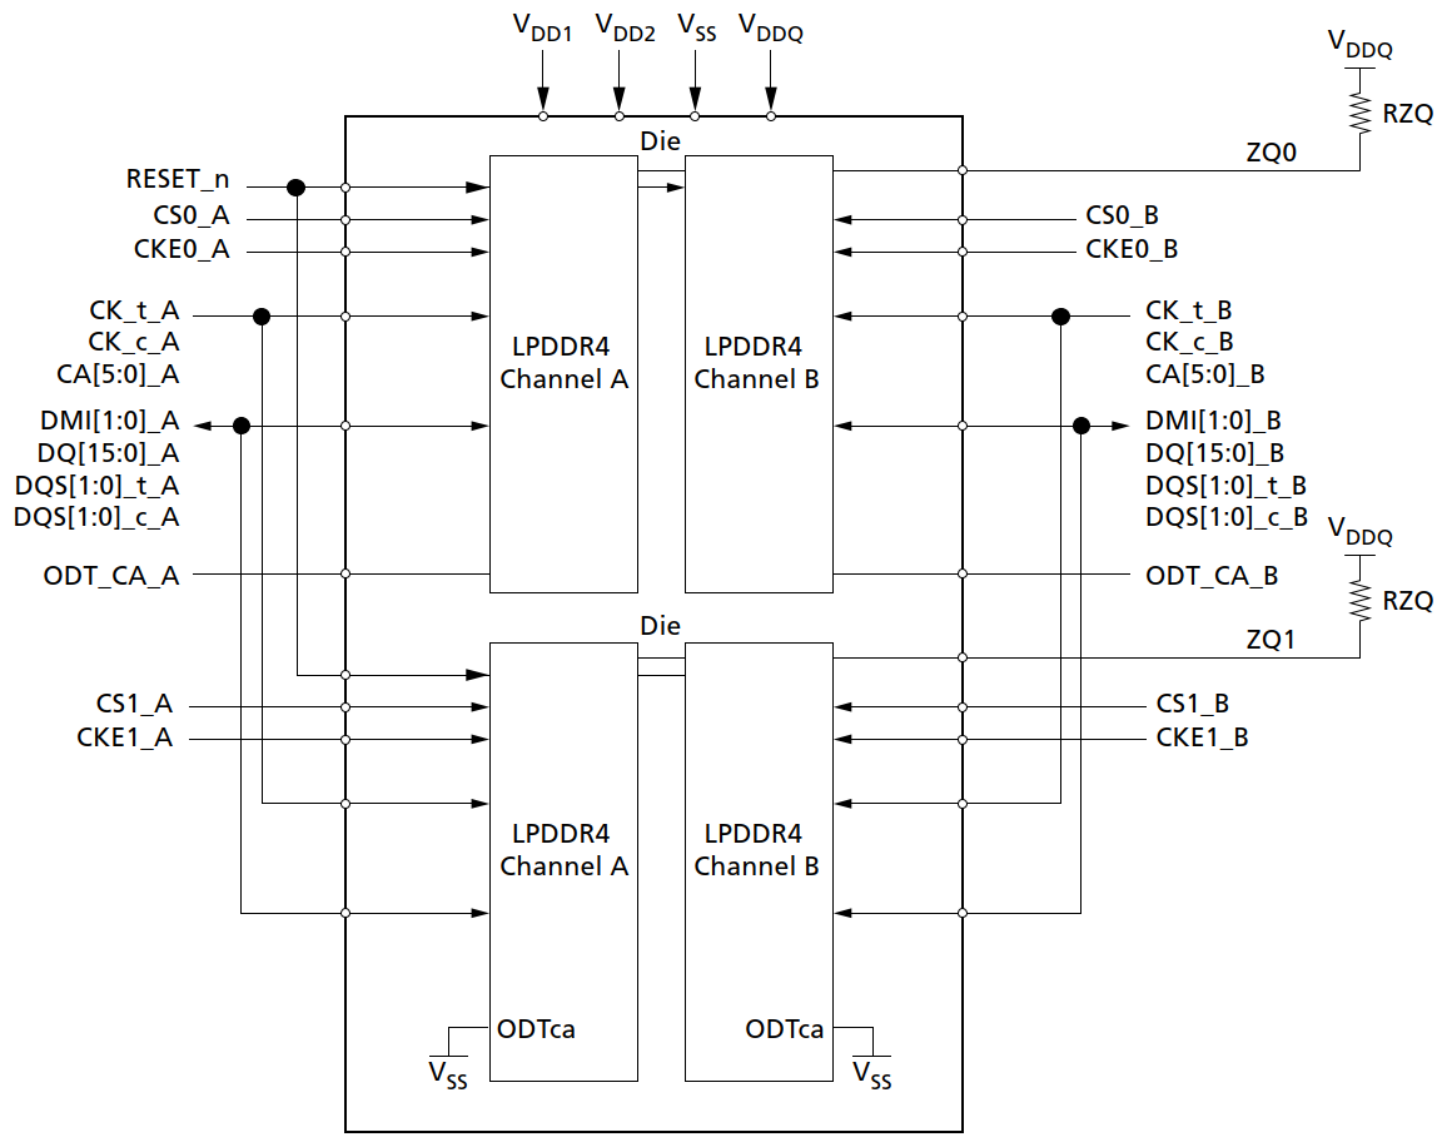 VDD1 VDD2 VSS VDDQ
VDDQ
RZQ
ZQ0
Die
RESET_n
CS0_A
CKE0_A
CS0_B
CKE0_B
CK_t_A
CK_c_A
CA[5:0]_A
DMI[1:0]_A
DQ[15:0]_A
DQS[1:0]_t_A
DQS[1:0]_c_A
ODT_CA_A
LPDDR4
Channel A
LPDDR4
Channel B
CK_t_B
CK_c_B
CA[5:0]_B
DMI[1:0]_B
DQ[15:0]_B
DQS[1:0]_t_B
DQS[1:0]_c_B
ODT_CA_B
VDDQ
RZQ
ZQ1
Die
CS1_A
CKE1_A
CS1_B
CKE1_B
LPDDR4
Channel A
LPDDR4
Channel B
ODTca
ODTca
VSS
VSS